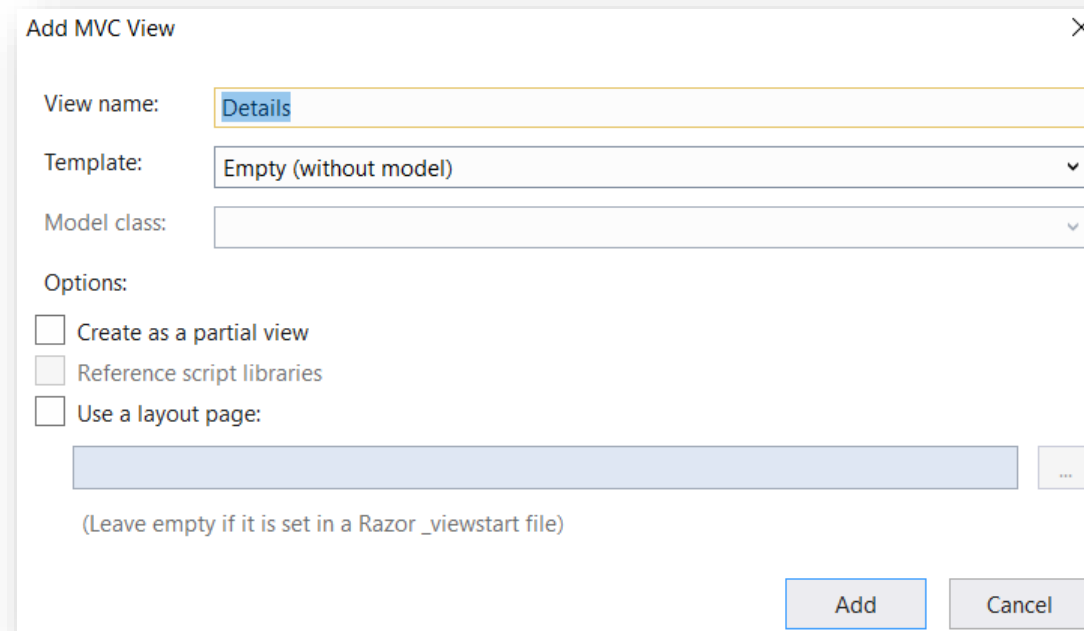 Add MVC View
View name: Details
Template: Empty (without model)
Model class:
Options:
Create as a partial view
Reference script libraries
Use a layout page:
...
(Leave empty if it is set in a Razor _viewstart file)
Add Cancel